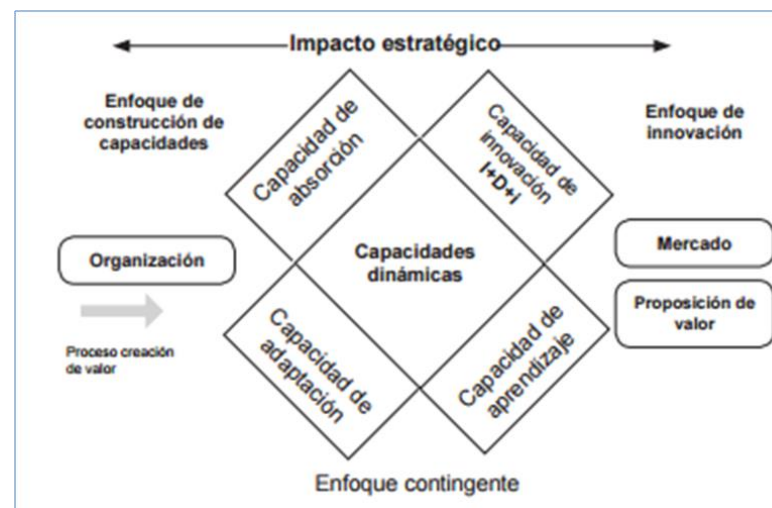 Impacto estratégico
Enfoque de
construcción de
capacidades
Capacidad de
absorción
Capacidad de
innovación
I+D+i
Enfoque de
innovación
Organización
Capacidades
dinámicas
Mercado
Proposición de
valor
Proceso creación
de valor
Capacidad de
adaptación
Capacidad de
aprendizaje
Enfoque contingente